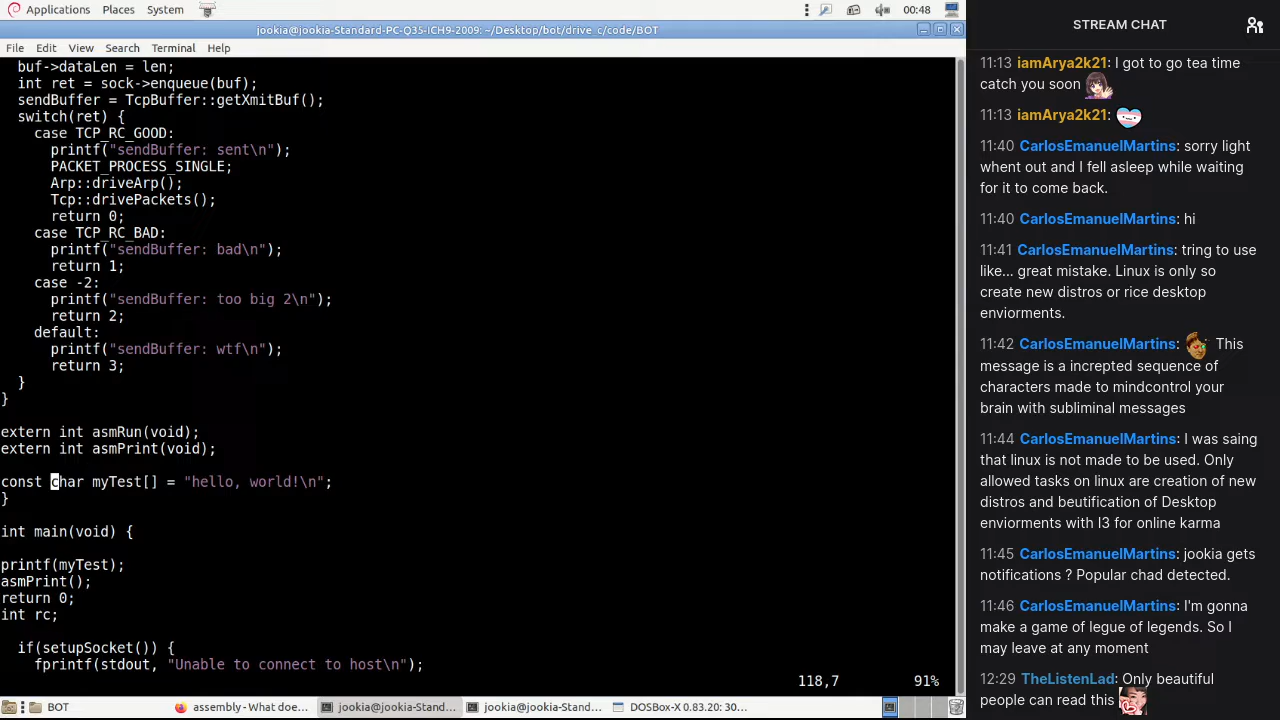 Applications Places System 00:48
jookia@jookia-Standard-PC-Q35-ICH9-2009: ~/Desktop/bot/drive_c/code/BOT
File Edit View Search Terminal Help
buf->dataLen = len;
int ret = sock->enqueue(buf);
sendBuffer = TcpBuffer::getXmitBuf();
switch(ret) {
case TCP_RC_GOOD:
printf("sendBuffer: sent\n");
PACKET_PROCESS_SINGLE;
Arp::driveArp();
Tcp::drivePackets();
return 0;
case TCP_RC_BAD:
printf("sendBuffer: bad\n");
return 1;
case -2:
printf("sendBuffer: too big 2\n");
return 2;
default:
printf("sendBuffer: wtf\n");
return 3;
}
}
extern int asmRun(void);
extern int asmPrint(void);
const char myTest[] = "hello, world!\n";
}
int main(void) {
printf(myTest);
asmPrint();
return 0;
int rc;
if(setupSocket()) {
fprintf(stdout, "Unable to connect to host\n");
118,7 91%
BOT assembly - What doe... jookia@jookia-Stand... jookia@jookia-Stand... DOSBox-X 0.83.20: 30...
STREAM CHAT
11:13 iamArya2k21: I got to go tea time
catch you soon
11:13 iamArya2k21:
11:40 CarlosEmanuelMartins: sorry light
whent out and I fell asleep while waiting
for it to come back.
11:40 CarlosEmanuelMartins: hi
11:41 CarlosEmanuelMartins: tring to use
like... great mistake. Linux is only so
create new distros or rice desktop
enviorments.
11:42 CarlosEmanuelMartins: This
message is a increpted sequence of
characters made to mindcontrol your
brain with subliminal messages
11:44 CarlosEmanuelMartins: I was saing
that linux is not made to be used. Only
allowed tasks on linux are creation of new
distros and beutification of Desktop
enviorments with I3 for online karma
11:45 CarlosEmanuelMartins: jookia gets
notifications ? Popular chad detected.
11:46 CarlosEmanuelMartins: I'm gonna
make a game of legue of legends. So I
may leave at any moment
12:29 TheListenLad: Only beautiful
people can read this